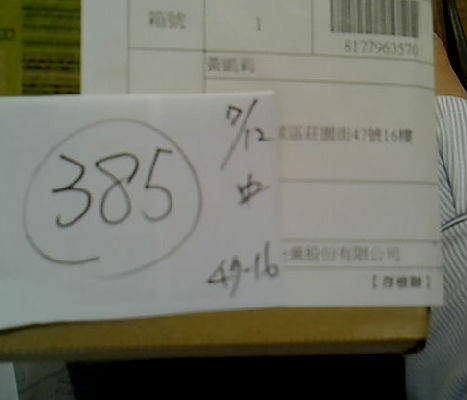 箱號 1
8177963570
黃凱莉
區莊園街47號16樓
業股份有限公司
【存根聯】
7/12
385
中
47-16